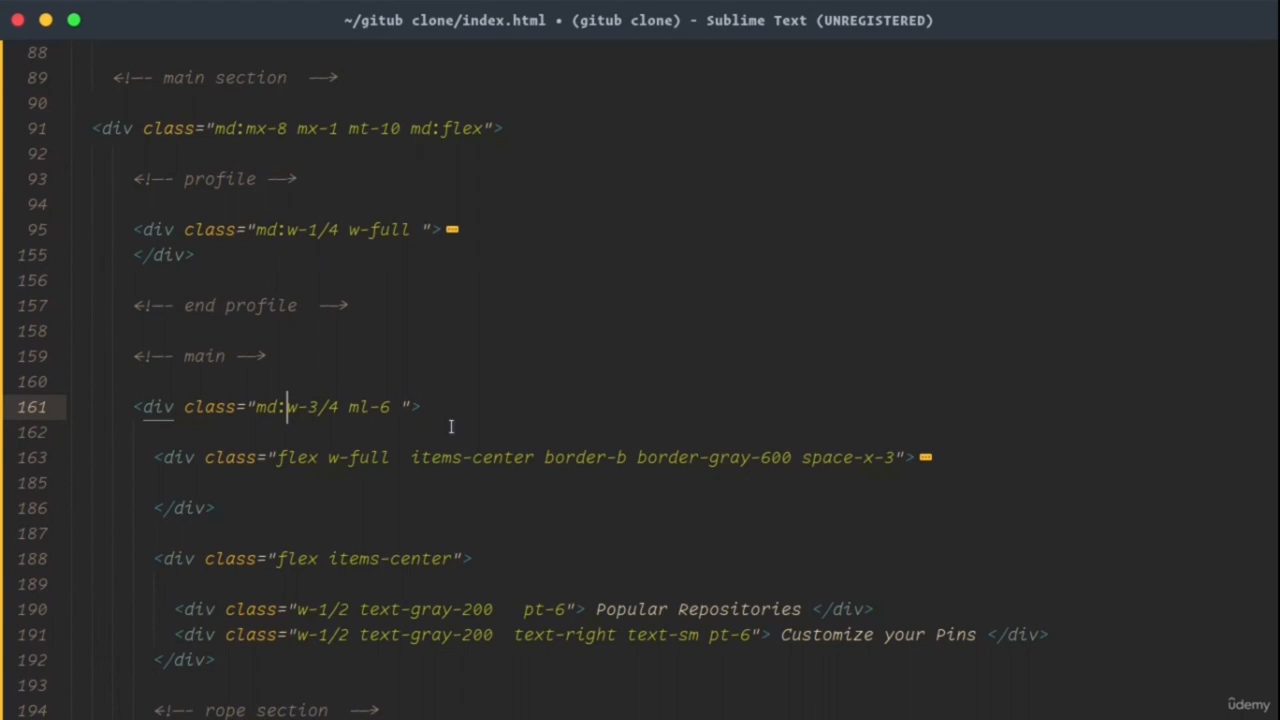 ~/gitub clone/index.html • (gitub clone) - Sublime Text (UNREGISTERED)
88
89 <!-- main section  -->
90
91 <div class="md:mx-8 mx-1 mt-10 md:flex">
92
93 <!-- profile -->
94
95 <div class="md:w-1/4 w-full ">
155 </div>
156
157 <!-- end profile  -->
158
159 <!-- main -->
160
161 <div class="md:w-3/4 ml-6 ">
162
163 <div class="flex w-full  items-center border-b border-gray-600 space-x-3">
185
186 </div>
187
188 <div class="flex items-center">
189
190 <div class="w-1/2 text-gray-200   pt-6"> Popular Repositories </div>
191 <div class="w-1/2 text-gray-200  text-right text-sm pt-6"> Customize your Pins </div>
192 </div>
193
194 <!-- rope section  -->
udemy